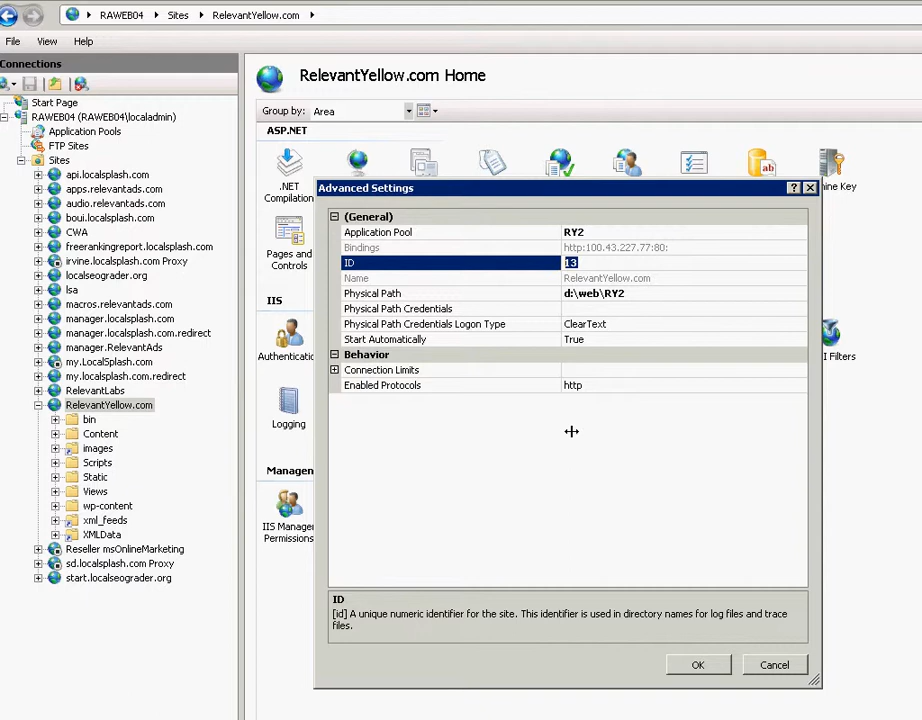 RAWEB04 Sites RelevantYellow.com
File View Help
Connections
Start Page
RAWEB04 (RAWEB04\localadmin)
Application Pools
FTP Sites
Sites
api.localsplash.com
apps.relevantads.com
audio.relevantads.com
boui.localsplash.com
CWA
freerankingreport.localsplash.com
irvine.localsplash.com Proxy
localseograder.org
lsa
macros.relevantads.com
manager.localsplash.com
manager.localsplash.com.redirect
manager.RelevantAds
my.LocalSplash.com
my.localsplash.com.redirect
RelevantLabs
RelevantYellow.com
bin
Content
images
Scripts
Static
Views
wp-content
xml_feeds
XMLData
Reseller msOnlineMarketing
sd.localsplash.com Proxy
start.localseograder.org
RelevantYellow.com Home
Group by: Area
ASP.NET
.NET
Compilation
ine Key
Pages and
Controls
IIS
Authenticatio
I Filters
Logging
Managem
IIS Manager
Permissions
Advanced Settings
(General)
Application Pool RY2
Bindings http:100.43.227.77:80:
ID 13
Name RelevantYellow.com
Physical Path d:\web\RY2
Physical Path Credentials
Physical Path Credentials Logon Type ClearText
Start Automatically True
Behavior
Connection Limits
Enabled Protocols http
ID
[id] A unique numeric identifier for the site. This identifier is used in directory names for log files and trace
files.
OK Cancel